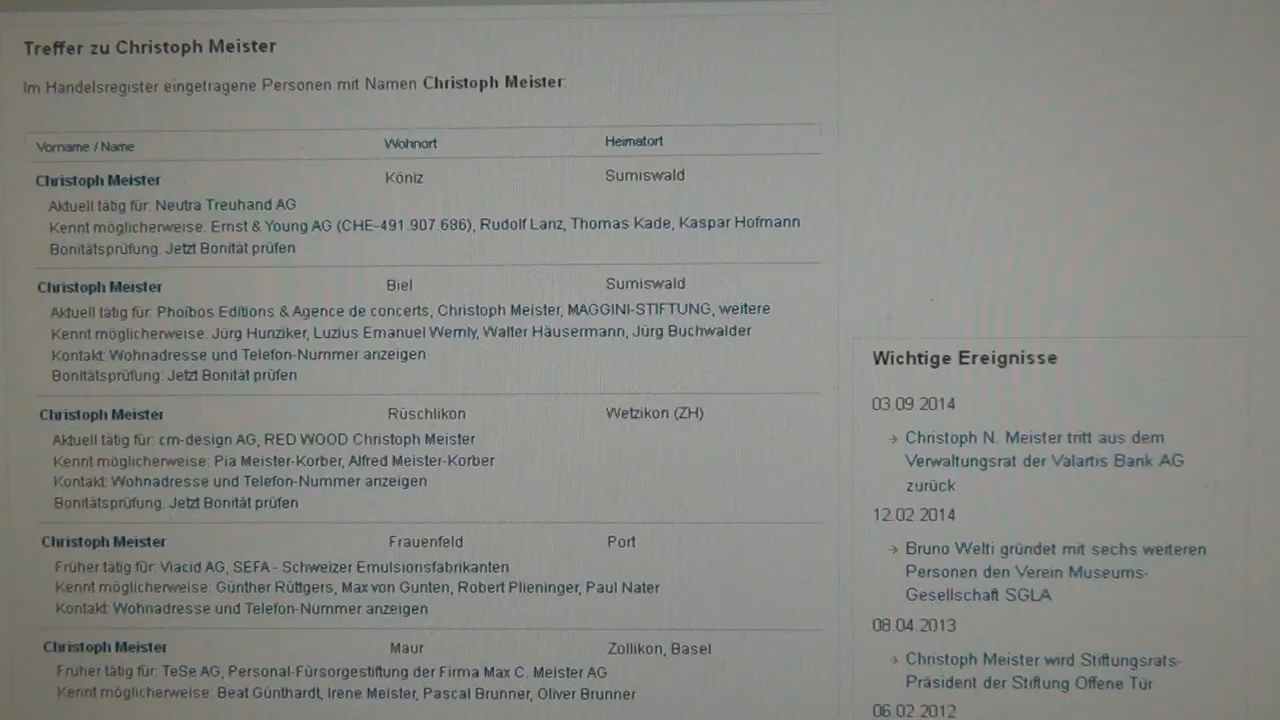 Treffer zu Christoph Meister
Im Handelsregister eingetragene Personen mit Namen Christoph Meister:
Vorname / Name Wohnort Heimatort
Christoph Meister Köniz Sumiswald
Aktuell tätig für: Neutra Treuhand AG
Kennt möglicherweise: Ernst & Young AG (CHE-491.907.686), Rudolf Lanz, Thomas Kade, Kaspar Hofmann
Bonitätsprüfung: Jetzt Bonität prüfen
Christoph Meister Biel Sumiswald
Aktuell tätig für: Phoibos Editions & Agence de concerts, Christoph Meister, MAGGINI-STIFTUNG, weitere
Kennt möglicherweise: Jürg Hunziker, Luzius Emanuel Wernly, Walter Häusermann, Jürg Buchwalder
Kontakt: Wohnadresse und Telefon-Nummer anzeigen
Bonitätsprüfung: Jetzt Bonität prüfen
Christoph Meister Rüschlikon Wetzikon (ZH)
Aktuell tätig für: cm-design AG, RED WOOD Christoph Meister
Kennt möglicherweise: Pia Meister-Korber, Alfred Meister-Korber
Kontakt: Wohnadresse und Telefon-Nummer anzeigen
Bonitätsprüfung: Jetzt Bonität prüfen
Christoph Meister Frauenfeld Port
Früher tätig für: Viacid AG, SEFA - Schweizer Emulsionsfabrikanten
Kennt möglicherweise: Günther Rüttgers, Max von Gunten, Robert Plieninger, Paul Nater
Kontakt: Wohnadresse und Telefon-Nummer anzeigen
Christoph Meister Maur Zollikon, Basel
Früher tätig für: TeSe AG, Personal-Fürsorgestiftung der Firma Max C. Meister AG
Kennt möglicherweise: Beat Günthardt, Irene Meister, Pascal Brunner, Oliver Brunner
Wichtige Ereignisse
03.09.2014
→ Christoph N. Meister tritt aus dem
Verwaltungsrat der Valartis Bank AG
zurück
12.02.2014
→ Bruno Welti gründet mit sechs weiteren
Personen den Verein Museums-
Gesellschaft SGLA
08.04.2013
→ Christoph Meister wird Stiftungsrats-
Präsident der Stiftung Offene Tür
06.02.2012